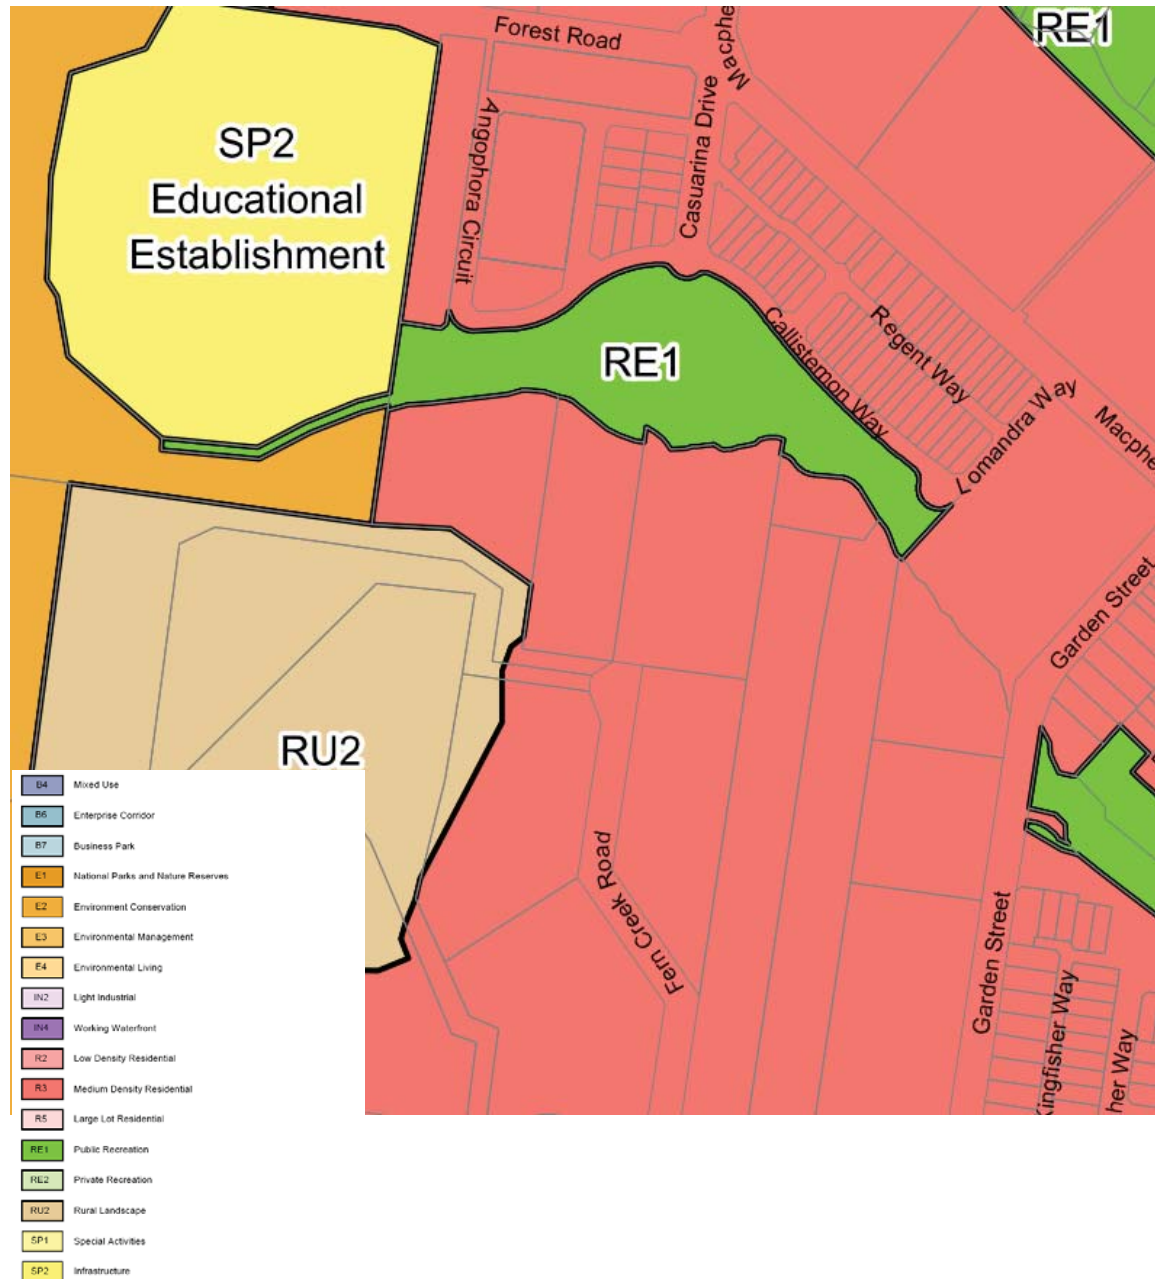 Forest Road
Macphe
RE1
SP2
Educational
Establishment
Angophora Circuit
Casuarina Drive
RE1
Callistemon Way
Regent Way
Lomandra Way
Macphe
Garden Street
RU2
Fern Creek Road
Garden Street
Kingfisher Way
her Way
B4 Mixed Use
B6 Enterprise Corridor
B7 Business Park
E1 National Parks and Nature Reserves
E2 Environment Conservation
E3 Environmental Management
E4 Environmental Living
IN2 Light Industrial
IN4 Working Waterfront
R2 Low Density Residential
R3 Medium Density Residential
R5 Large Lot Residential
RE1 Public Recreation
RE2 Private Recreation
RU2 Rural Landscape
SP1 Special Activities
SP2 Infrastructure